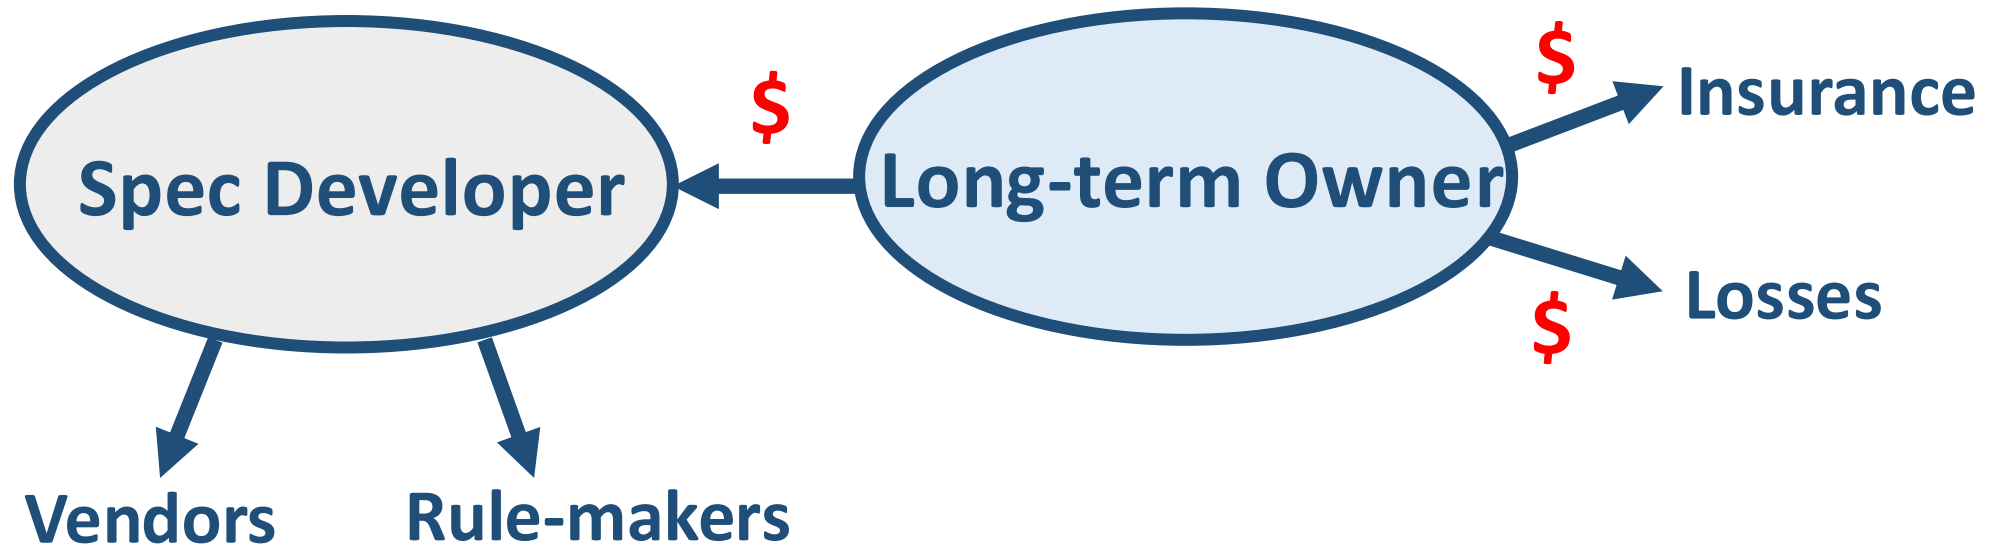 $
$
Insurance
Spec Developer
Long-term Owner
Losses
$
Vendors
Rule-makers